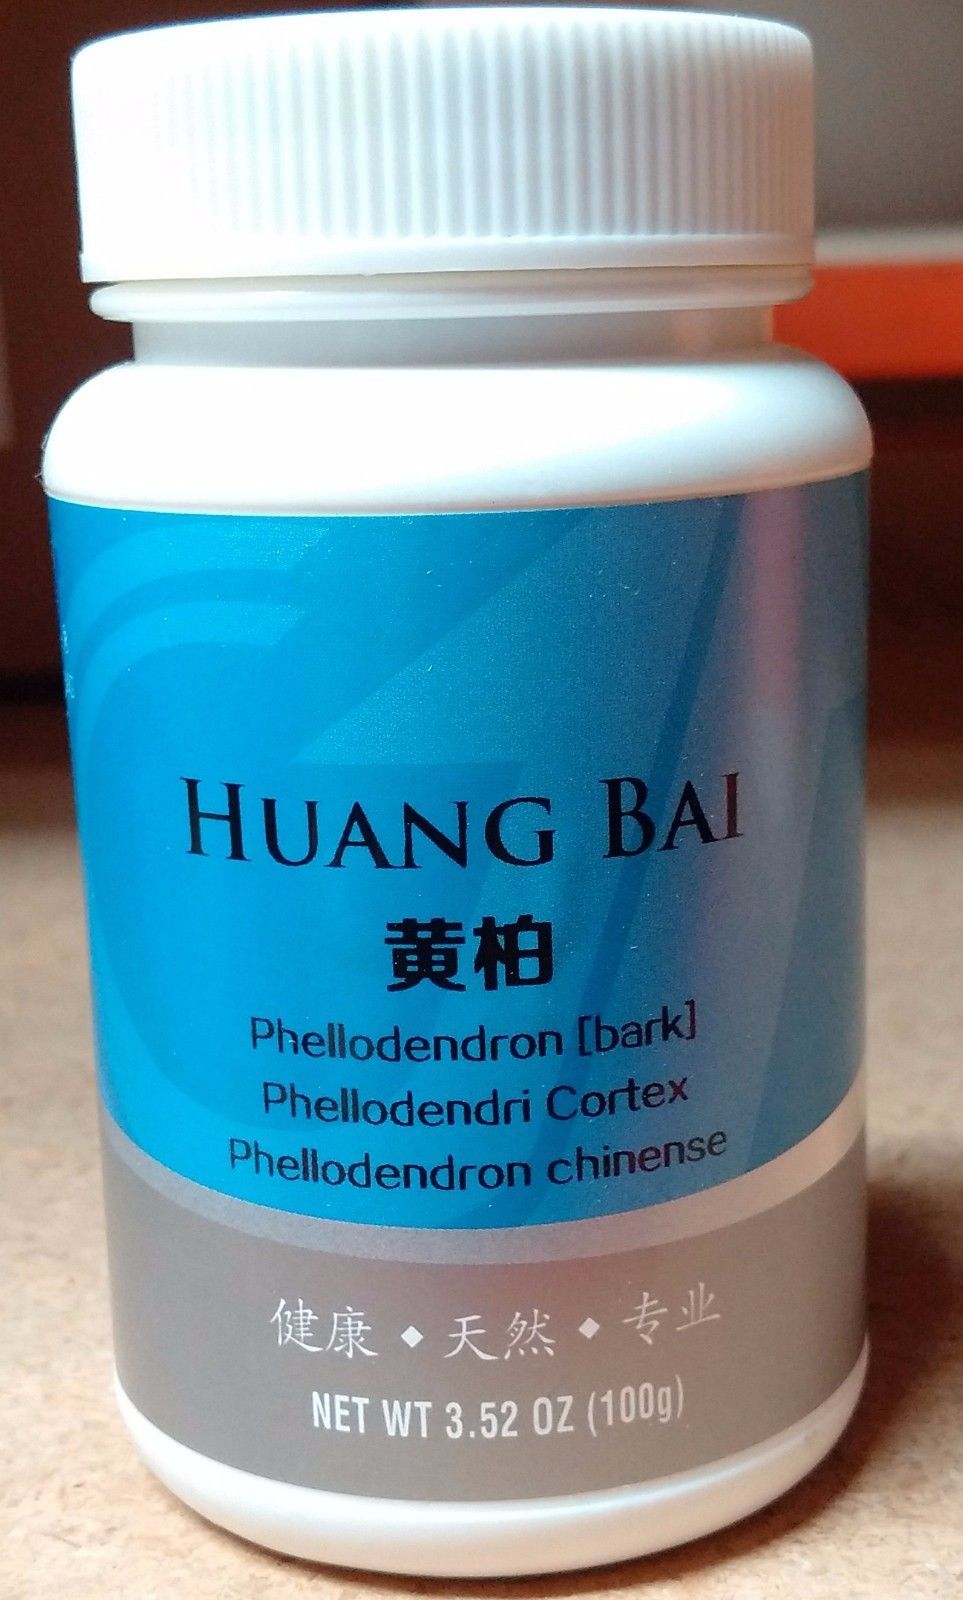 HUANG BAI
黄柏
Phellodendron [bark]
Phellodendri Cortex
Phellodendron chinense
健康 ◆ 天然 ◆ 专业
NET WT 3.52 OZ (100g)